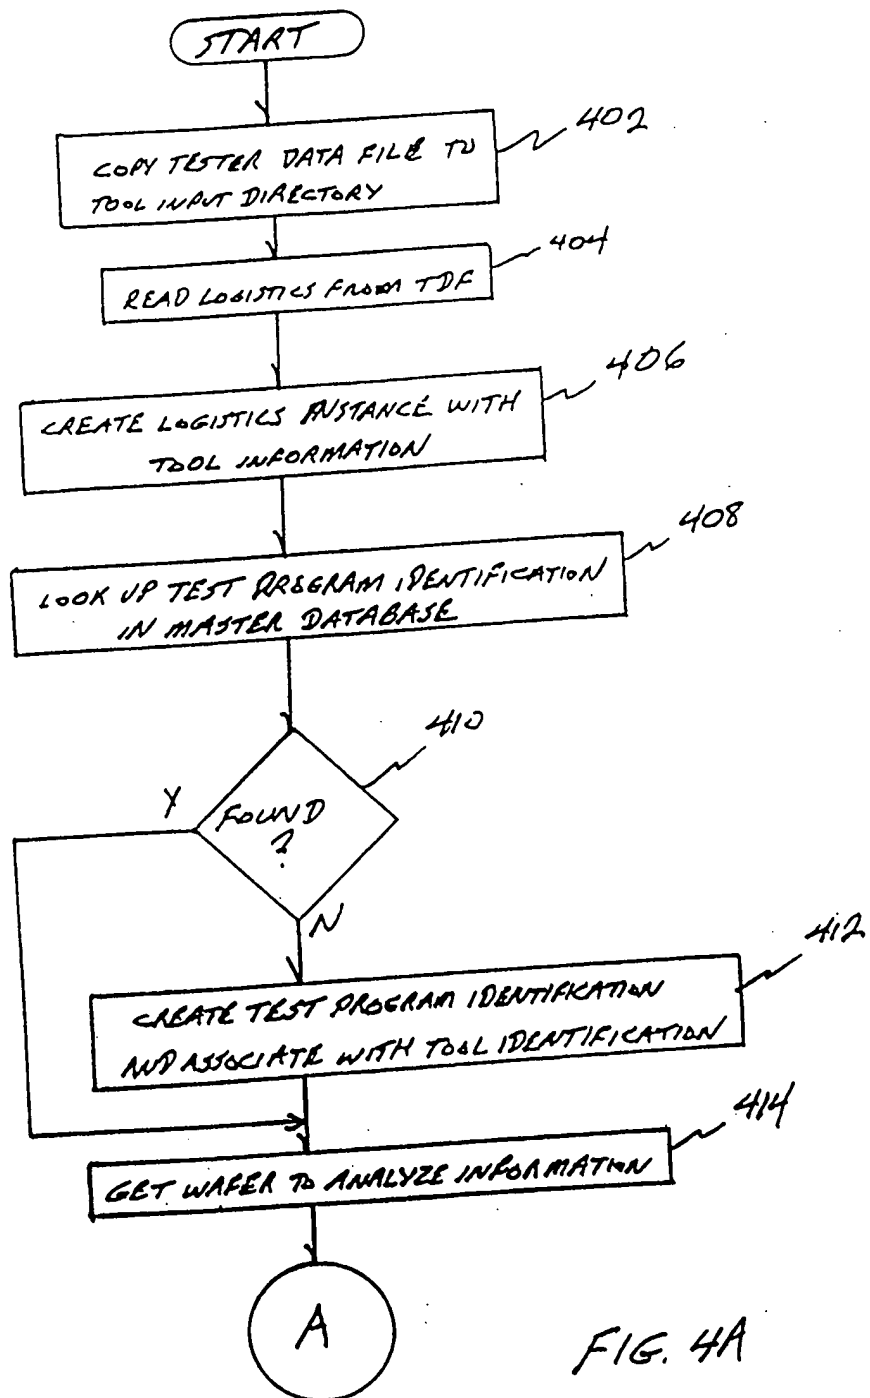 START
402
COPY TESTER DATA FILE TO
TOOL INPUT DIRECTORY
404
READ LOGISTICS FROM TDF
406
CREATE LOGISTICS INSTANCE WITH
TOOL INFORMATION
408
LOOK UP TEST PROGRAM IDENTIFICATION
IN MASTER DATABASE
410
Y
FOUND
?
N
412
CREATE TEST PROGRAM IDENTIFICATION
AND ASSOCIATE WITH TOOL IDENTIFICATION
414
GET WAFER TO ANALYZE INFORMATION
A
FIG. 4A